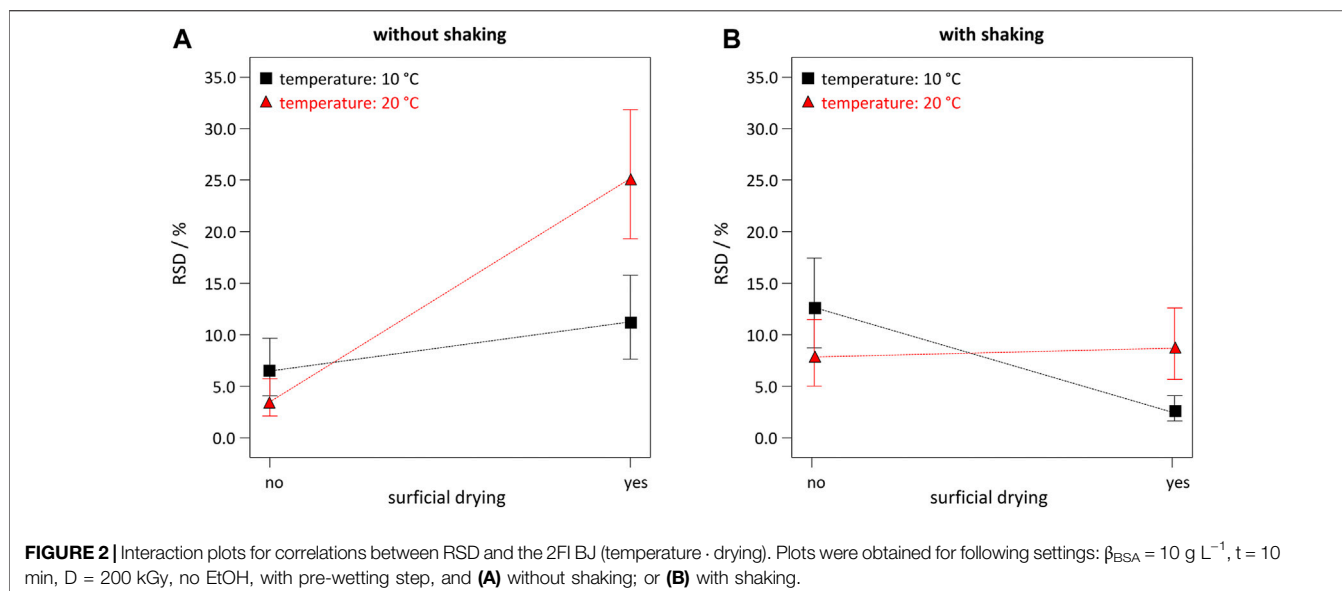 A
without shaking
35.0
30.0
25.0
20.0
15.0
10.0
5.0
0.0
RSD / %
temperature: 10 °C
temperature: 20 °C
no
yes
surficial drying
B
with shaking
35.0
30.0
25.0
20.0
15.0
10.0
5.0
0.0
RSD / %
temperature: 10 °C
temperature: 20 °C
no
yes
surficial drying
FIGURE 2 | Interaction plots for correlations between RSD and the 2FI BJ (temperature · drying). Plots were obtained for following settings: βBSA = 10 g L⁻¹, t = 10
min, D = 200 kGy, no EtOH, with pre-wetting step, and (A) without shaking; or (B) with shaking.